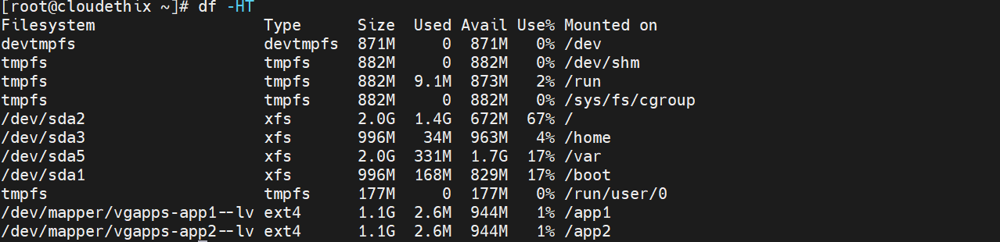 [root@cloudethix ~]# df -HT
Filesystem                  Type      Size  Used Avail Use% Mounted on
devtmpfs                    devtmpfs  871M     0  871M   0% /dev
tmpfs                       tmpfs     882M     0  882M   0% /dev/shm
tmpfs                       tmpfs     882M  9.1M  873M   2% /run
tmpfs                       tmpfs     882M     0  882M   0% /sys/fs/cgroup
/dev/sda2                   xfs       2.0G  1.4G  672M  67% /
/dev/sda3                   xfs       996M   34M  963M   4% /home
/dev/sda5                   xfs       2.0G  331M  1.7G  17% /var
/dev/sda1                   xfs       996M  168M  829M  17% /boot
tmpfs                       tmpfs     177M     0  177M   0% /run/user/0
/dev/mapper/vgapps-app1--lv ext4      1.1G  2.6M  944M   1% /app1
/dev/mapper/vgapps-app2--lv ext4      1.1G  2.6M  944M   1% /app2